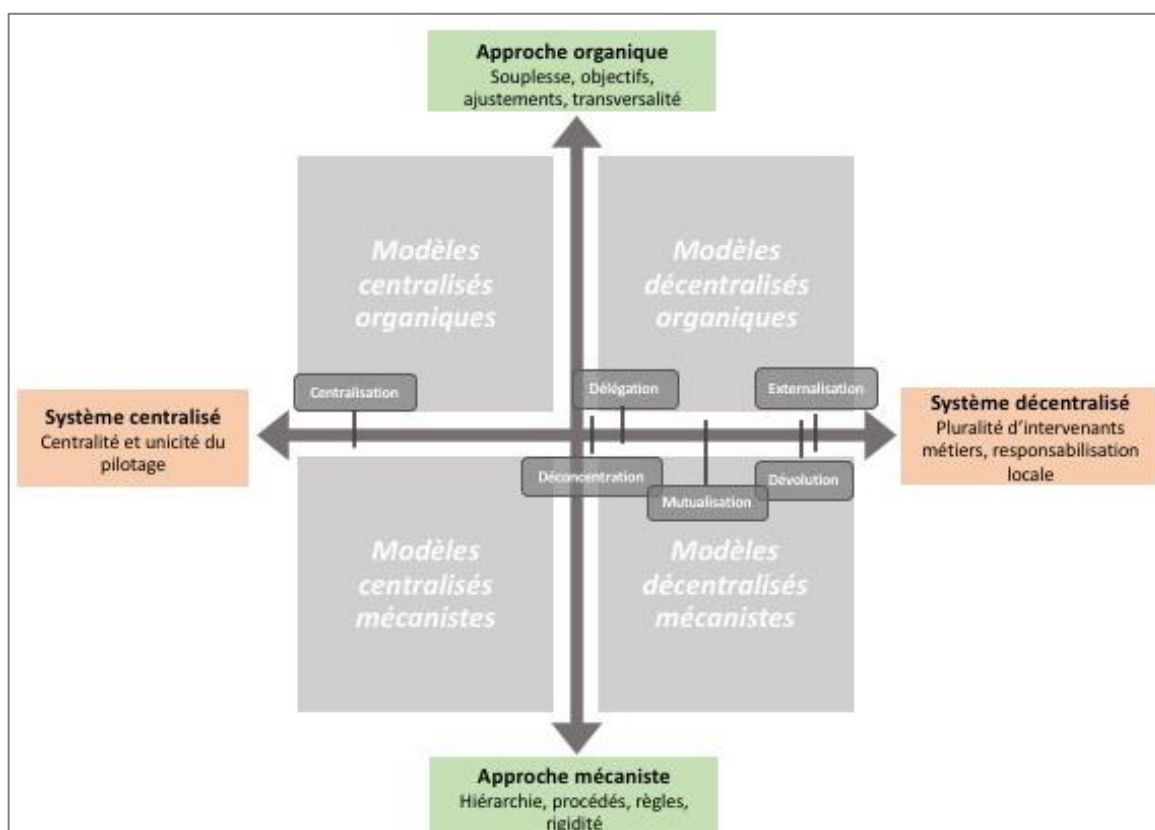 Approche organique
Souplesse, objectifs,
ajustements, transversalité
Modèles
centralisés
organiques
Modèles
décentralisés
organiques
Centralisation
Délégation
Externalisation
Système centralisé
Centralité et unicité du
pilotage
Système décentralisé
Pluralité d'intervenants
métiers, responsabilisation
locale
Déconcentration
Mutualisation
Dévolution
Modèles
centralisés
mécanistes
Modèles
décentralisés
mécanistes
Approche mécaniste
Hiérarchie, procédés, règles,
rigidité